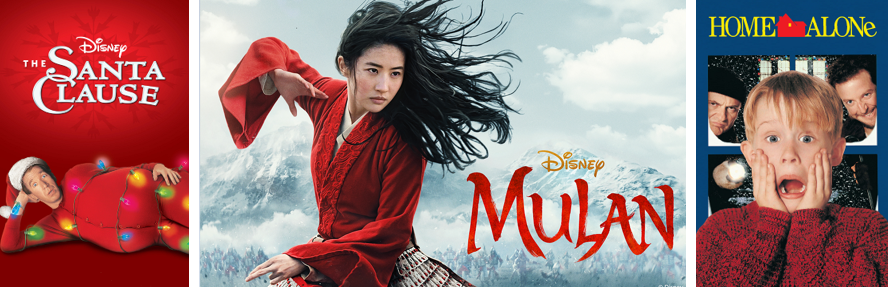 Disney
THE SANTA
CLAUSE
Disney
MULAN
HOME ALONe